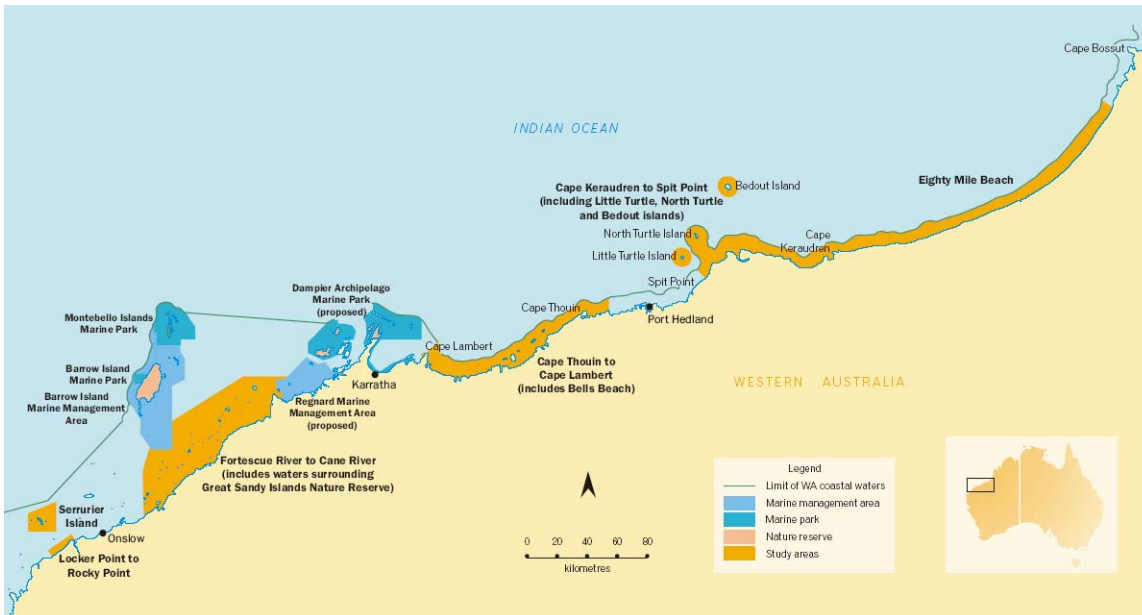 Cape Bossut
INDIAN OCEAN
Cape Keraudren to Spit Point
(including Little Turtle, North Turtle
and Bedout islands)
Bedout Island
Eighty Mile Beach
North Turtle Island
Cape
Keraudren
Little Turtle Island
Spit Point
Dampier Archipelago
Marine Park
(proposed)
Cape Thouin
Port Hedland
Montebello Islands
Marine Park
Cape Lambert
Cape Thouin to
Cape Lambert
(includes Bells Beach)
Barrow Island
Marine Park
Karratha
WESTERN AUSTRALIA
Barrow Island
Marine Management
Area
Regnard Marine
Management Area
(proposed)
Fortescue River to Cane River
(includes waters surrounding
Great Sandy Islands Nature Reserve)
Serrurier
Island
Onslow
Locker Point to
Rocky Point
0 20 40 60 80
kilometres
Legend
Limit of WA coastal waters
Marine management area
Marine park
Nature reserve
Study areas